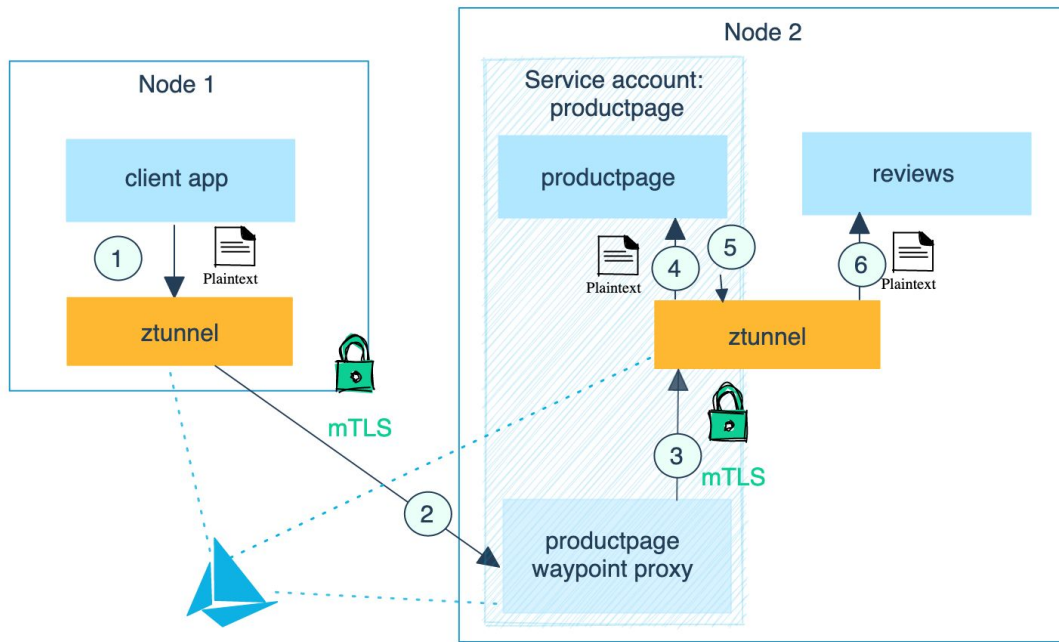 Node 2
Node 1
Service account:
productpage
client app
productpage
reviews
1
Plaintext
Plaintext
4
5
6
Plaintext
ztunnel
ztunnel
mTLS
3
mTLS
2
productpage
waypoint proxy